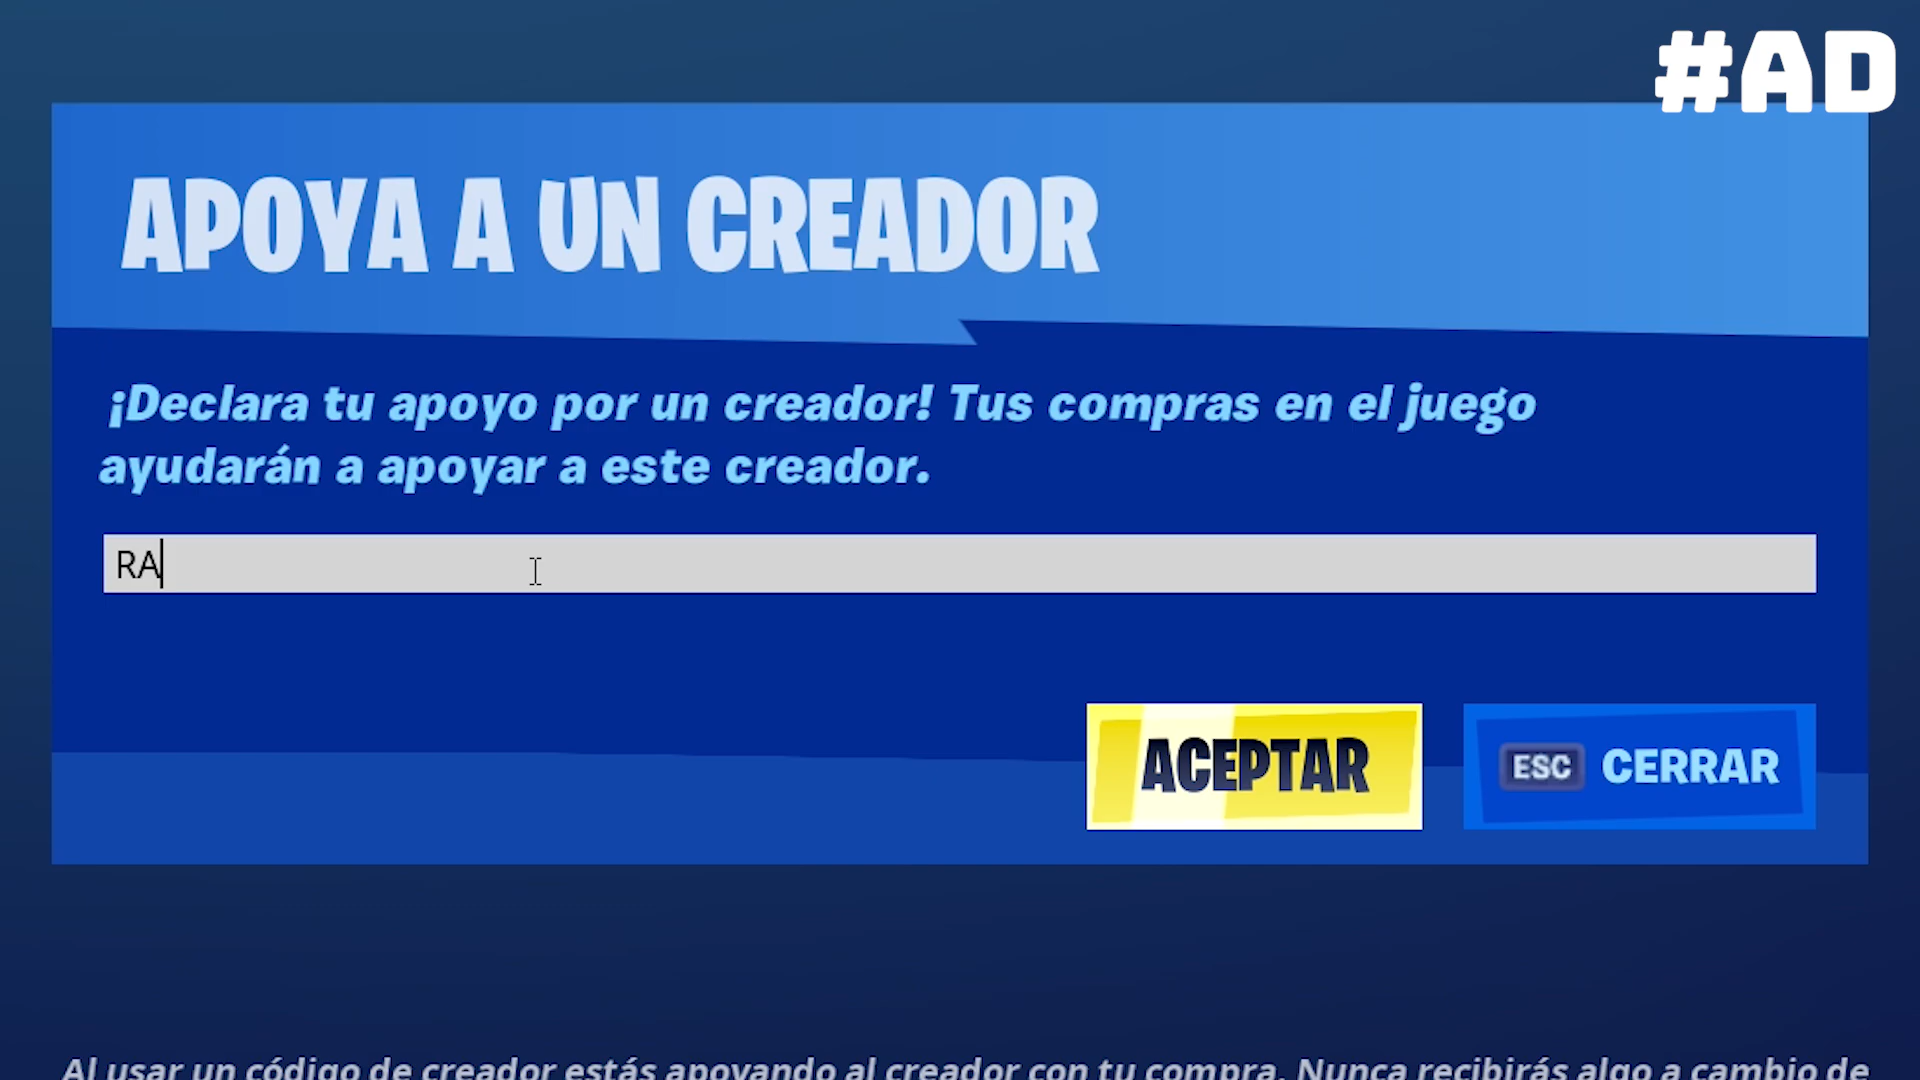 #AD
APOYA A UN CREADOR
¡Declara tu apoyo por un creador! Tus compras en el juego
ayudarán a apoyar a este creador.
RA
ACEPTAR
ESC CERRAR
Al usar un código de creador estás apoyando al creador con tu compra. Nunca recibirás algo a cambio de